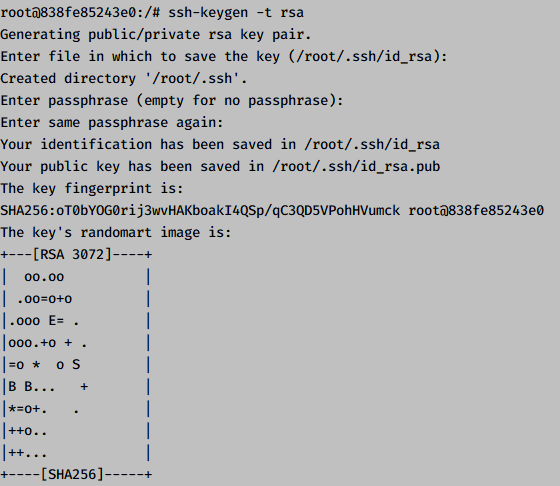 root@838fe85243e0:/# ssh-keygen -t rsa
Generating public/private rsa key pair.
Enter file in which to save the key (/root/.ssh/id_rsa):
Created directory '/root/.ssh'.
Enter passphrase (empty for no passphrase):
Enter same passphrase again:
Your identification has been saved in /root/.ssh/id_rsa
Your public key has been saved in /root/.ssh/id_rsa.pub
The key fingerprint is:
SHA256:oT0bYOG0rij3wvHAKboakI4QSp/qC3QD5VPohHVumck root@838fe85243e0
The key's randomart image is:
+---[RSA 3072]----+
|  oo.oo          |
| .oo=o+o         |
|.ooo E= .        |
|ooo.+o + .       |
|=o *  o S        |
|B B...   +       |
|*=o+.   .        |
|++o..            |
|++...            |
+----[SHA256]-----+